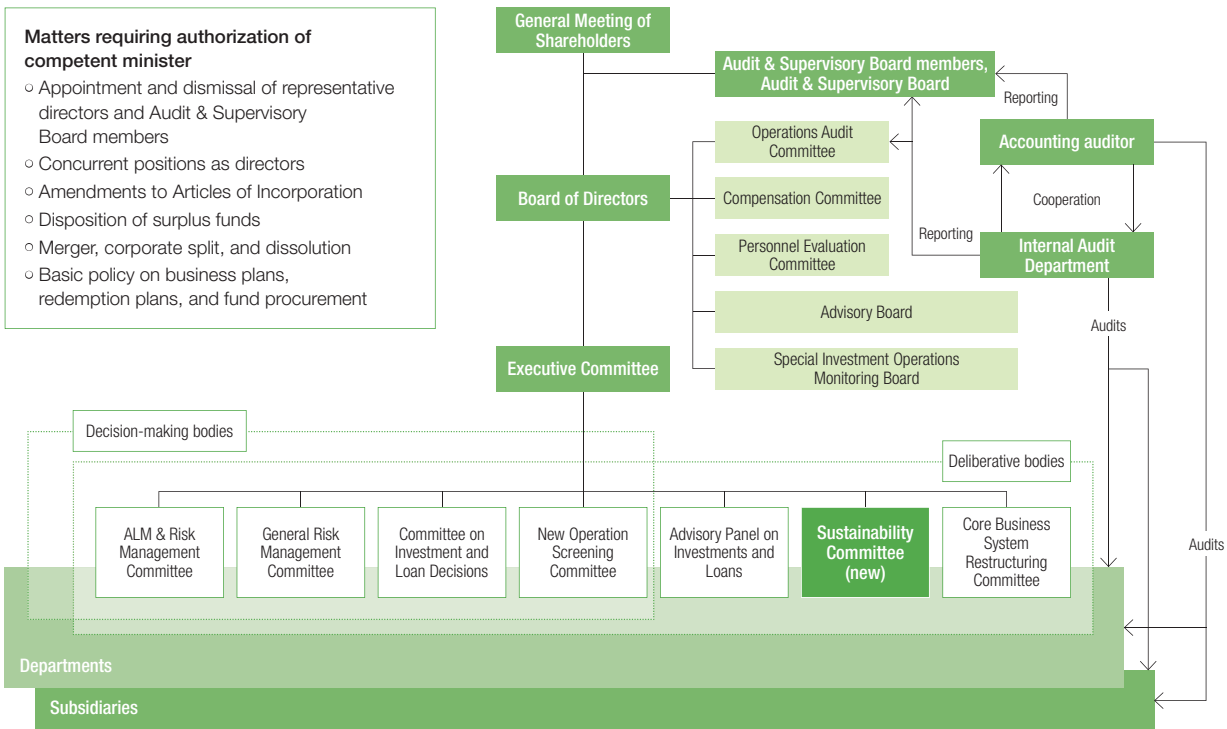 Matters requiring authorization of
competent minister
○ Appointment and dismissal of representative
directors and Audit & Supervisory
Board members
○ Concurrent positions as directors
○ Amendments to Articles of Incorporation
○ Disposition of surplus funds
○ Merger, corporate split, and dissolution
○ Basic policy on business plans,
redemption plans, and fund procurement
General Meeting of
Shareholders
Audit & Supervisory Board members,
Audit & Supervisory Board
Reporting
Accounting auditor
Operations Audit
Committee
Board of Directors
Compensation Committee
Cooperation
Personnel Evaluation
Committee
Reporting
Internal Audit
Department
Advisory Board
Audits
Executive Committee
Special Investment Operations
Monitoring Board
Decision-making bodies
Deliberative bodies
ALM & Risk
Management
Committee
General Risk
Management
Committee
Committee on
Investment and
Loan Decisions
New Operation
Screening
Committee
Advisory Panel on
Investments and
Loans
Sustainability
Committee
(new)
Core Business
System
Restructuring
Committee
Audits
Departments
Subsidiaries